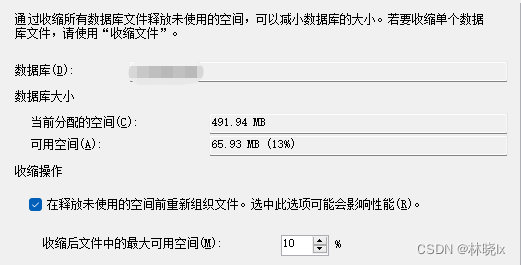 通过收缩所有数据库文件释放未使用的空间，可以减小数据库的大小。若要收缩单个数据
库文件，请使用“收缩文件”。
数据库(D):
数据库大小
当前分配的空间(C): 491.94 MB
可用空间(A): 65.93 MB (13%)
收缩操作
在释放未使用的空间前重新组织文件。选中此选项可能会影响性能(R)。
收缩后文件中的最大可用空间(M): 10 %
CSDN @林晓lx